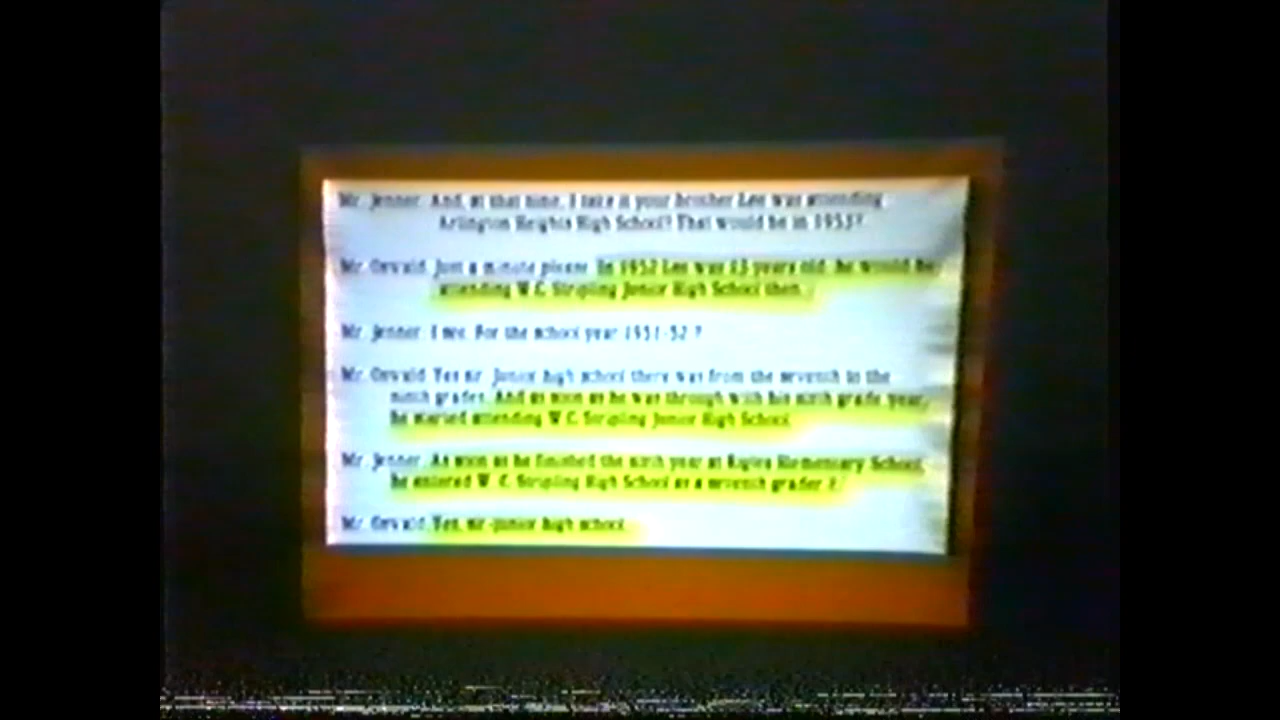 Mr. Jenner. And, at that time, I take it your brother Lee was attending
Arlington Heights High School? That would be in 1953?
Mr. Oswald. Just a minute please. In 1952 Lee was 13 years old. he would be
attending W.C. Stripling Junior High School then.
Mr. Jenner. I see. For the school year 1951-52 ?
Mr. Oswald. Yes sir. Junior high school there was from the seventh to the
ninth grades. And as soon as he was through with his sixth grade year,
he started attending W.C. Stripling Junior High School.
Mr. Jenner. As soon as he finished the sixth year at Elementary School,
he entered W. C. Stripling High School as a seventh grader ?
Mr. Oswald. Yes, sir-junior high school.